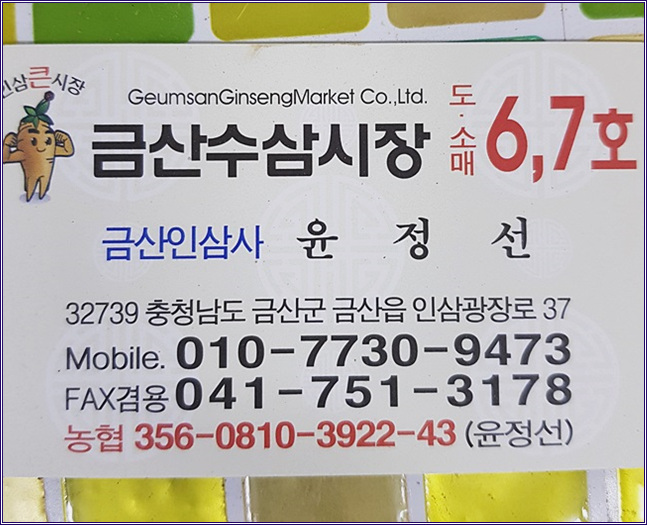 인삼큰시장
GeumsanGinsengMarket Co.,Ltd.
금산수삼시장 도·소매 6,7호
금산인삼사 윤 정 선
32739 충청남도 금산군 금산읍 인삼광장로 37
Mobile. 010-7730-9473
FAX겸용 041-751-3178
농협 356-0810-3922-43 (윤정선)